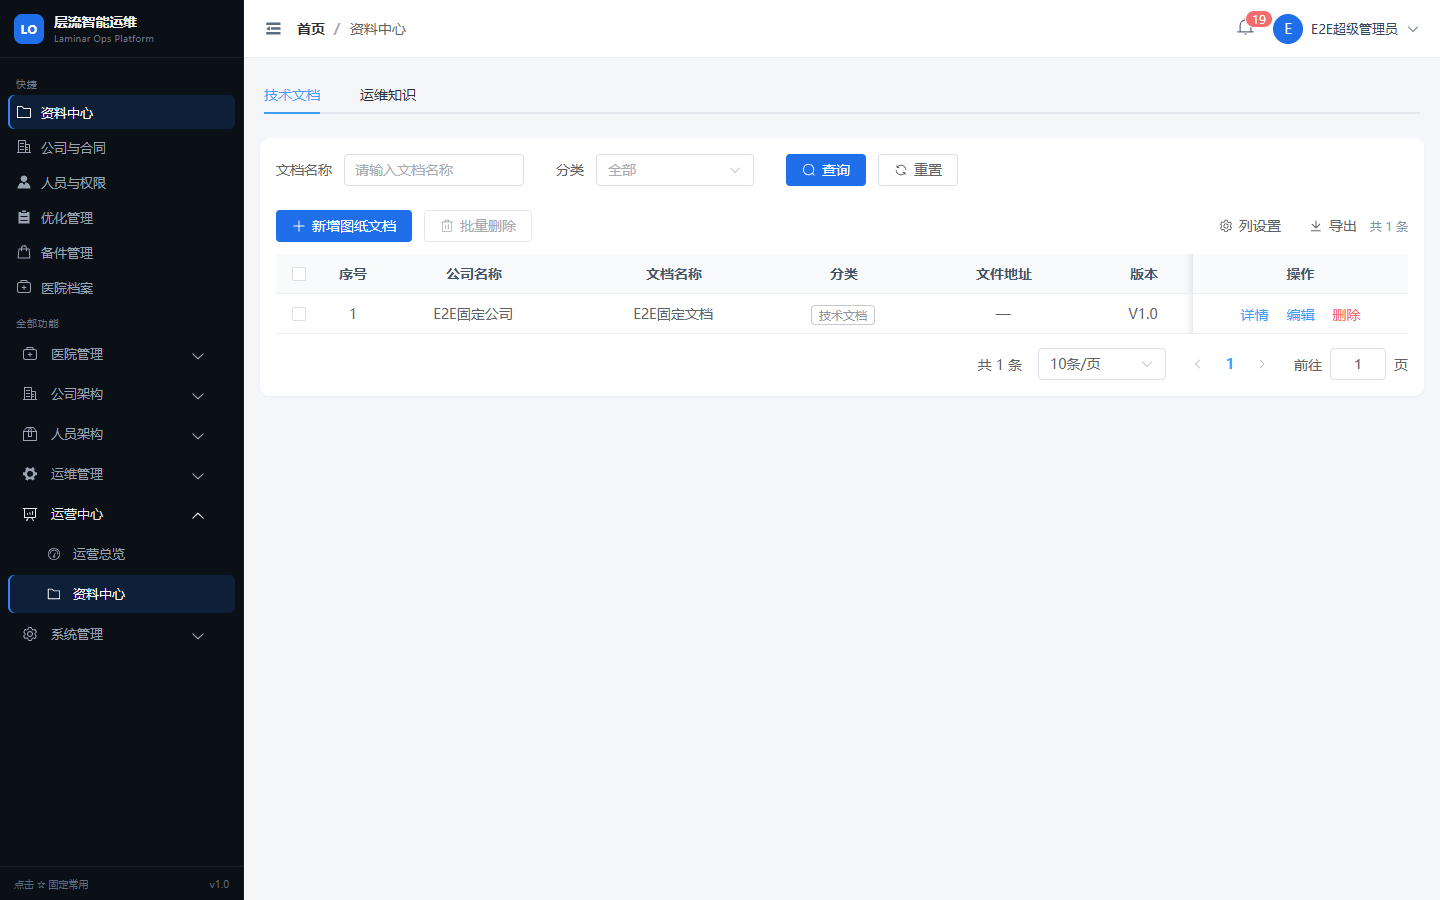 LO
层流智能运维
Laminar Ops Platform
快捷
资料中心
公司与合同
人员与权限
优化管理
备件管理
医院档案
全部功能
医院管理
公司架构
人员架构
运维管理
运营中心
运营总览
资料中心
系统管理
点击 ☆ 固定常用 v1.0
首页 / 资料中心
19
E E2E超级管理员
技术文档 运维知识
文档名称 请输入文档名称 分类 全部 查询 重置
新增图纸文档 批量删除 列设置 导出 共 1 条
序号 公司名称 文档名称 分类 文件地址 版本 操作
1 E2E固定公司 E2E固定文档 技术文档 — V1.0 详情 编辑 删除
共 1 条 10条/页 1 前往 1 页